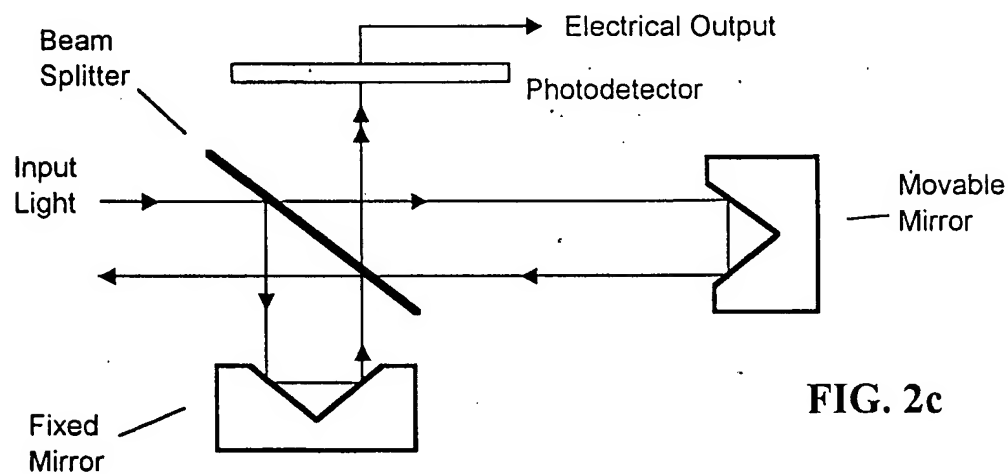 Electrical Output
Beam
Splitter
Photodetector
Input
Light
Movable
Mirror
FIG. 2c
Fixed
Mirror